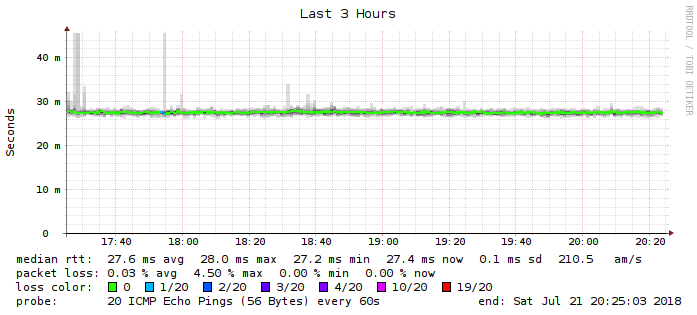 Last 3 Hours
RRDTOOL / TOBI OETIKER
Seconds
40 m
30 m
20 m
10 m
0
17:40 18:00 18:20 18:40 19:00 19:20 19:40 20:00 20:20
median rtt: 27.6 ms avg 28.0 ms max 27.2 ms min 27.4 ms now 0.1 ms sd 210.5 am/s
packet loss: 0.03 % avg 4.50 % max 0.00 % min 0.00 % now
loss color: 0 1/20 2/20 3/20 4/20 10/20 19/20
probe: 20 ICMP Echo Pings (56 Bytes) every 60s end: Sat Jul 21 20:25:03 2018